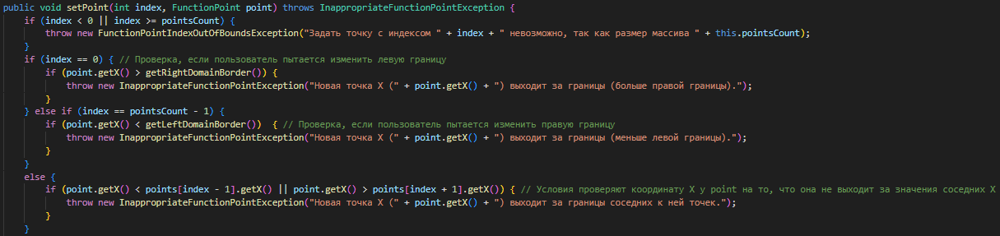 public void setPoint(int index, FunctionPoint point) throws InappropriateFunctionPointException {
    if (index < 0 || index >= pointsCount) {
        throw new FunctionPointIndexOutOfBoundsException("Задать точку с индексом " + index + " невозможно, так как размер массива " + this.pointsCount);
    }
    if (index == 0) { // Проверка, если пользователь пытается изменить левую границу
        if (point.getX() > getRightDomainBorder()) {
            throw new InappropriateFunctionPointException("Новая точка X (" + point.getX() + ") выходит за границы (больше правой границы).");
        }
    } else if (index == pointsCount - 1) {
        if (point.getX() < getLeftDomainBorder())  { // Проверка, если пользователь пытается изменить правую границу
            throw new InappropriateFunctionPointException("Новая точка X (" + point.getX() + ") выходит за границы (меньше левой границы).");
        }
    }
    else {
        if (point.getX() < points[index - 1].getX() || point.getX() > points[index + 1].getX()) { // Условия проверяют координату X у point на то, что она не выходит за значения соседних X
            throw new InappropriateFunctionPointException("Новая точка X (" + point.getX() + ") выходит за границы соседних к ней точек.");
        }
    }